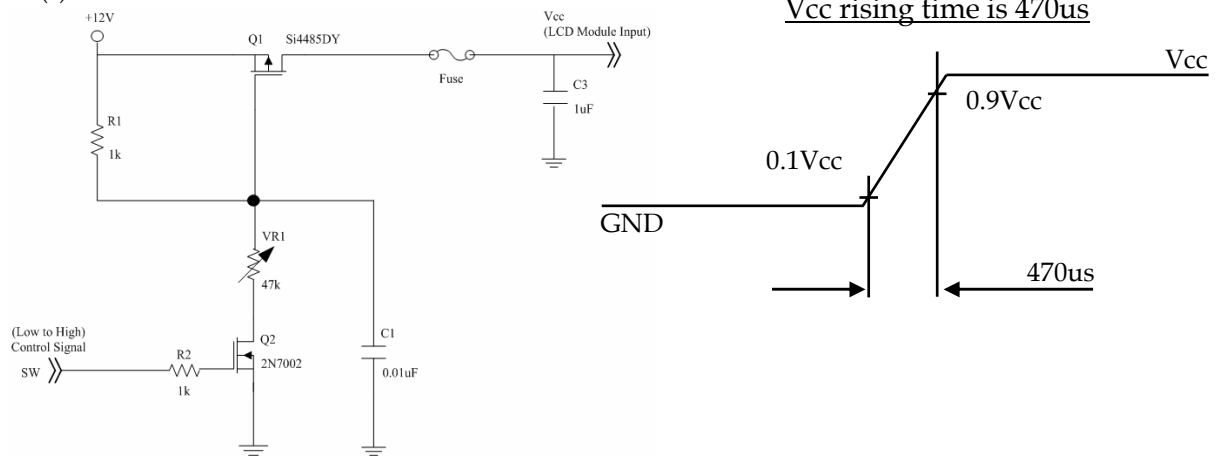 +12V
Q1
Si4485DY
Vcc
(LCD Module Input)
Fuse
C3
1uF
R1
1k
VR1
47k
(Low to High)
Control Signal
SW
R2
1k
Q2
2N7002
C1
0.01uF
Vcc rising time is 470us
Vcc
0.9Vcc
0.1Vcc
GND
470us